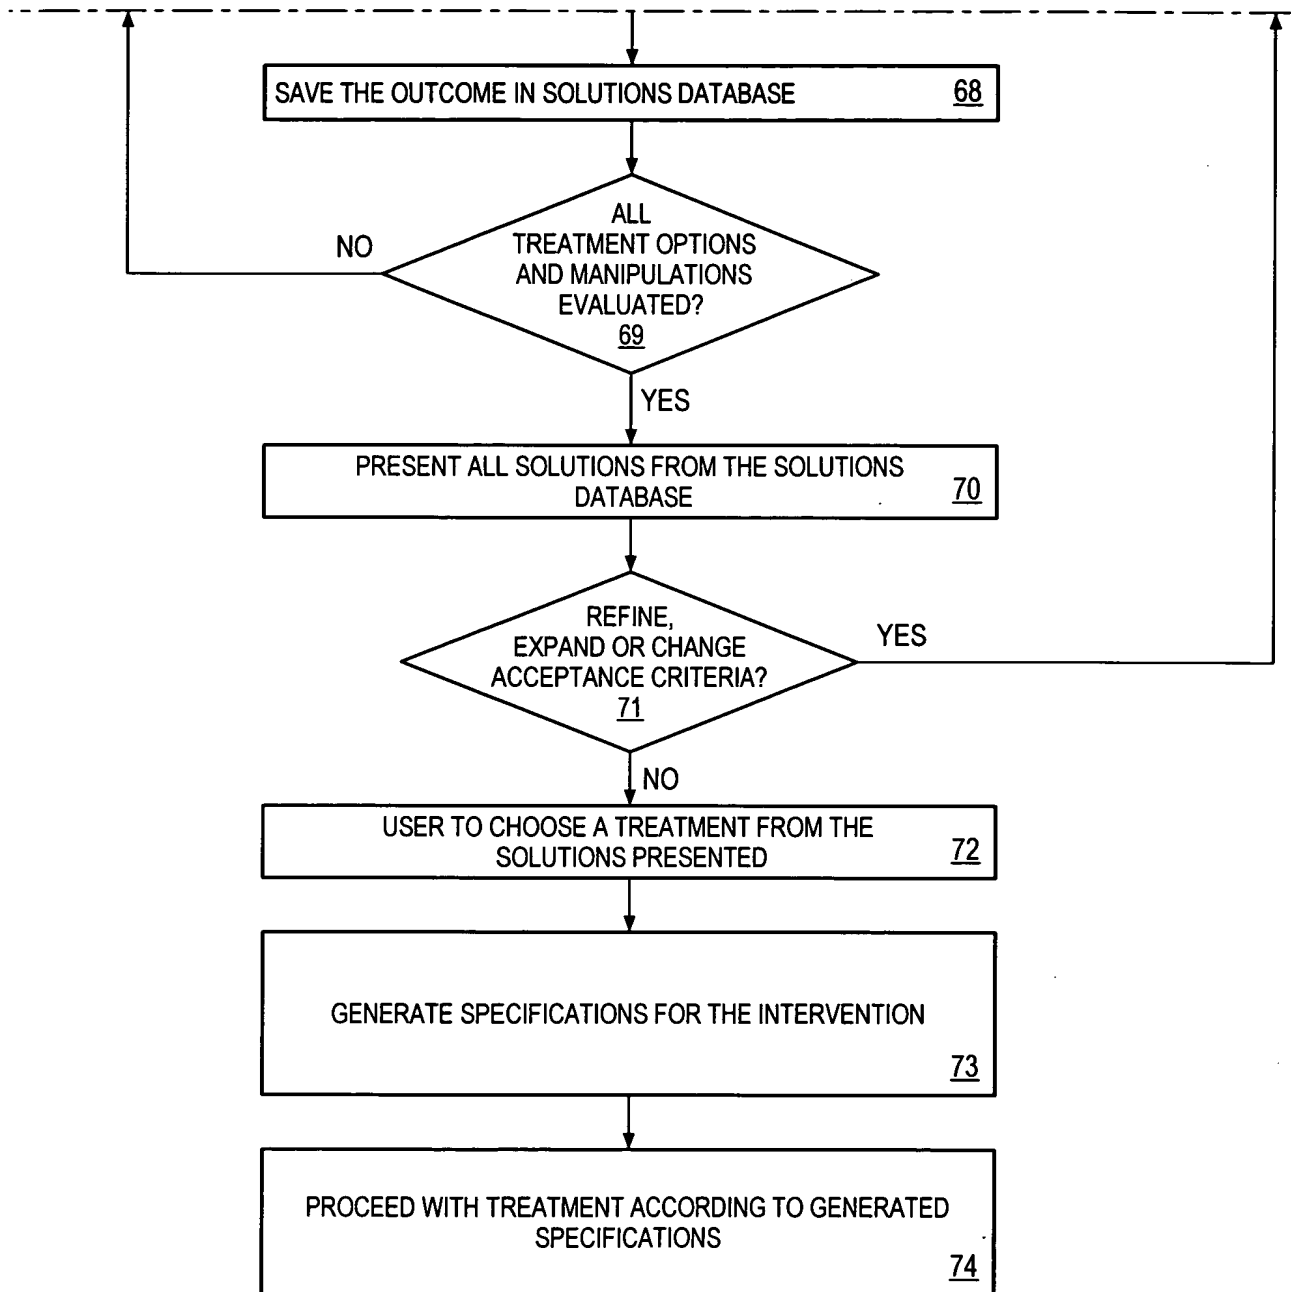 SAVE THE OUTCOME IN SOLUTIONS DATABASE 68
ALL
TREATMENT OPTIONS
AND MANIPULATIONS
EVALUATED?
69
NO
YES
PRESENT ALL SOLUTIONS FROM THE SOLUTIONS
DATABASE
70
REFINE,
EXPAND OR CHANGE
ACCEPTANCE CRITERIA?
71
YES
NO
USER TO CHOOSE A TREATMENT FROM THE
SOLUTIONS PRESENTED
72
GENERATE SPECIFICATIONS FOR THE INTERVENTION
73
PROCEED WITH TREATMENT ACCORDING TO GENERATED
SPECIFICATIONS
74